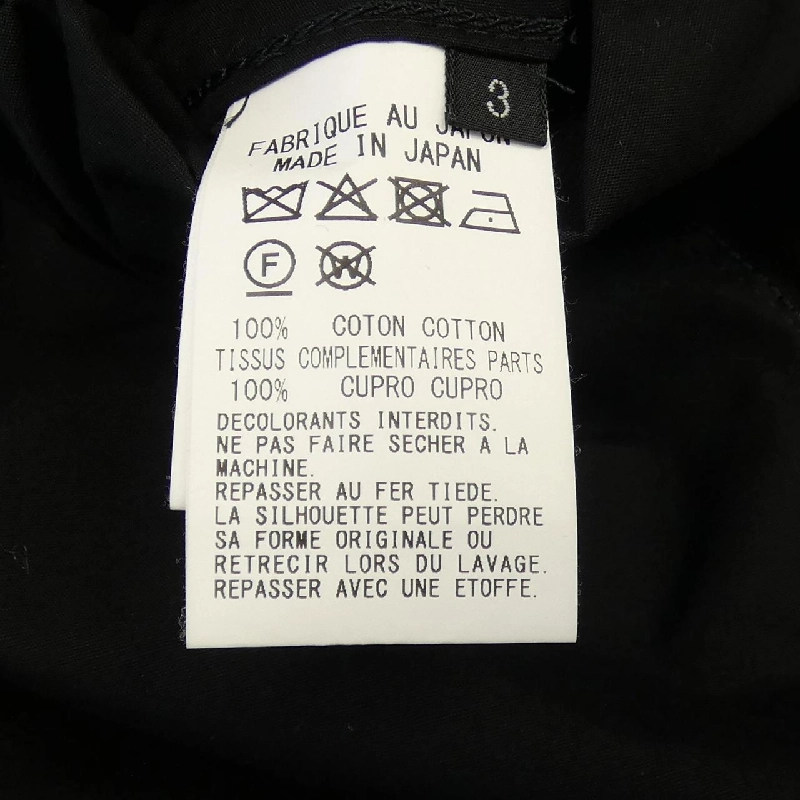 3
FABRIQUE AU JAPON
MADE IN JAPAN
F
W
100% COTON COTTON
TISSUS COMPLEMENTAIRES PARTS
100% CUPRO CUPRO
DECOLORANTS INTERDITS.
NE PAS FAIRE SECHER A LA
MACHINE.
REPASSER AU FER TIEDE.
LA SILHOUETTE PEUT PERDRE
SA FORME ORIGINALE OU
RETRECIR LORS DU LAVAGE.
REPASSER AVEC UNE ETOFFE.